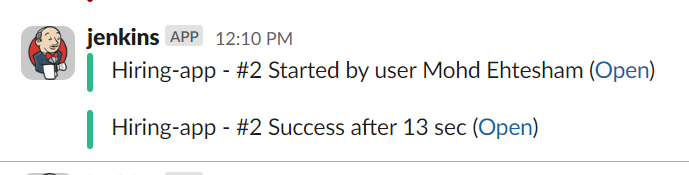 jenkins APP 12:10 PM
Hiring-app - #2 Started by user Mohd Ehtesham (Open)
Hiring-app - #2 Success after 13 sec (Open)